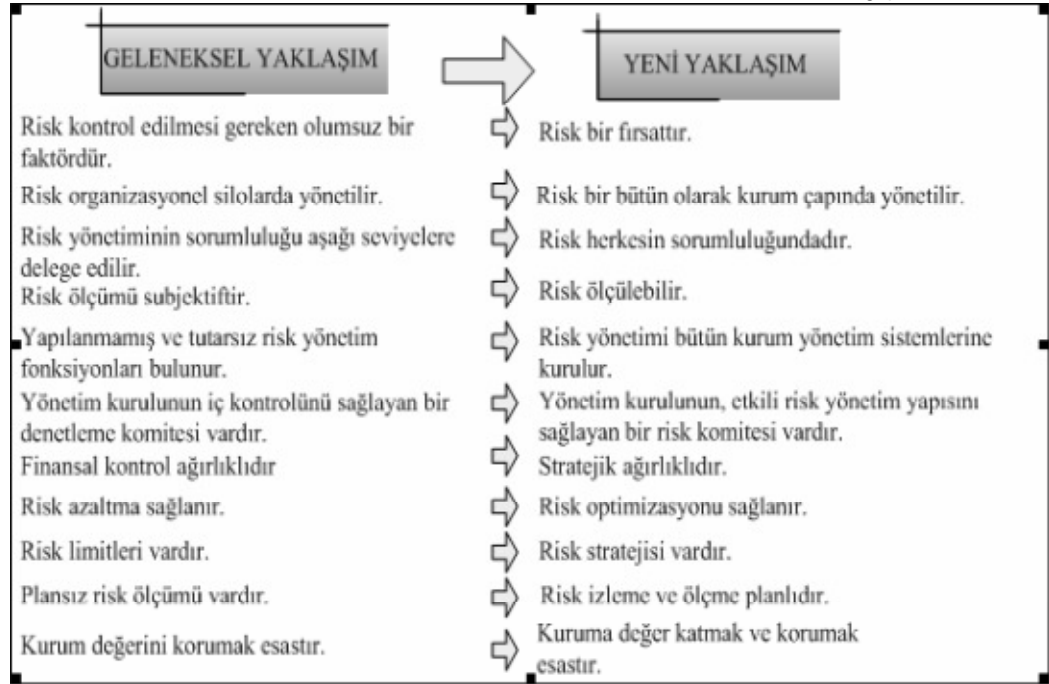 GELENEKSEL YAKLAŞIM
YENİ YAKLAŞIM
Risk kontrol edilmesi gereken olumsuz bir
faktördür.
Risk bir fırsattır.
Risk organizasyonel silolarda yönetilir.
Risk bir bütün olarak kurum çapında yönetilir.
Risk yönetiminin sorumluluğu aşağı seviyelere
delege edilir.
Risk herkesin sorumluluğundadır.
Risk ölçümü subjektiftir.
Risk ölçülebilir.
Yapılanmamış ve tutarsız risk yönetim
fonksiyonları bulunur.
Risk yönetimi bütün kurum yönetim sistemlerine
kurulur.
Yönetim kurulunun iç kontrolünü sağlayan bir
denetleme komitesi vardır.
Yönetim kurulunun, etkili risk yönetim yapısını
sağlayan bir risk komitesi vardır.
Finansal kontrol ağırlıklıdır
Stratejik ağırlıklıdır.
Risk azaltma sağlanır.
Risk optimizasyonu sağlanır.
Risk limitleri vardır.
Risk stratejisi vardır.
Plansız risk ölçümü vardır.
Risk izleme ve ölçme planlıdır.
Kurum değerini korumak esastır.
Kuruma değer katmak ve korumak
esastır.